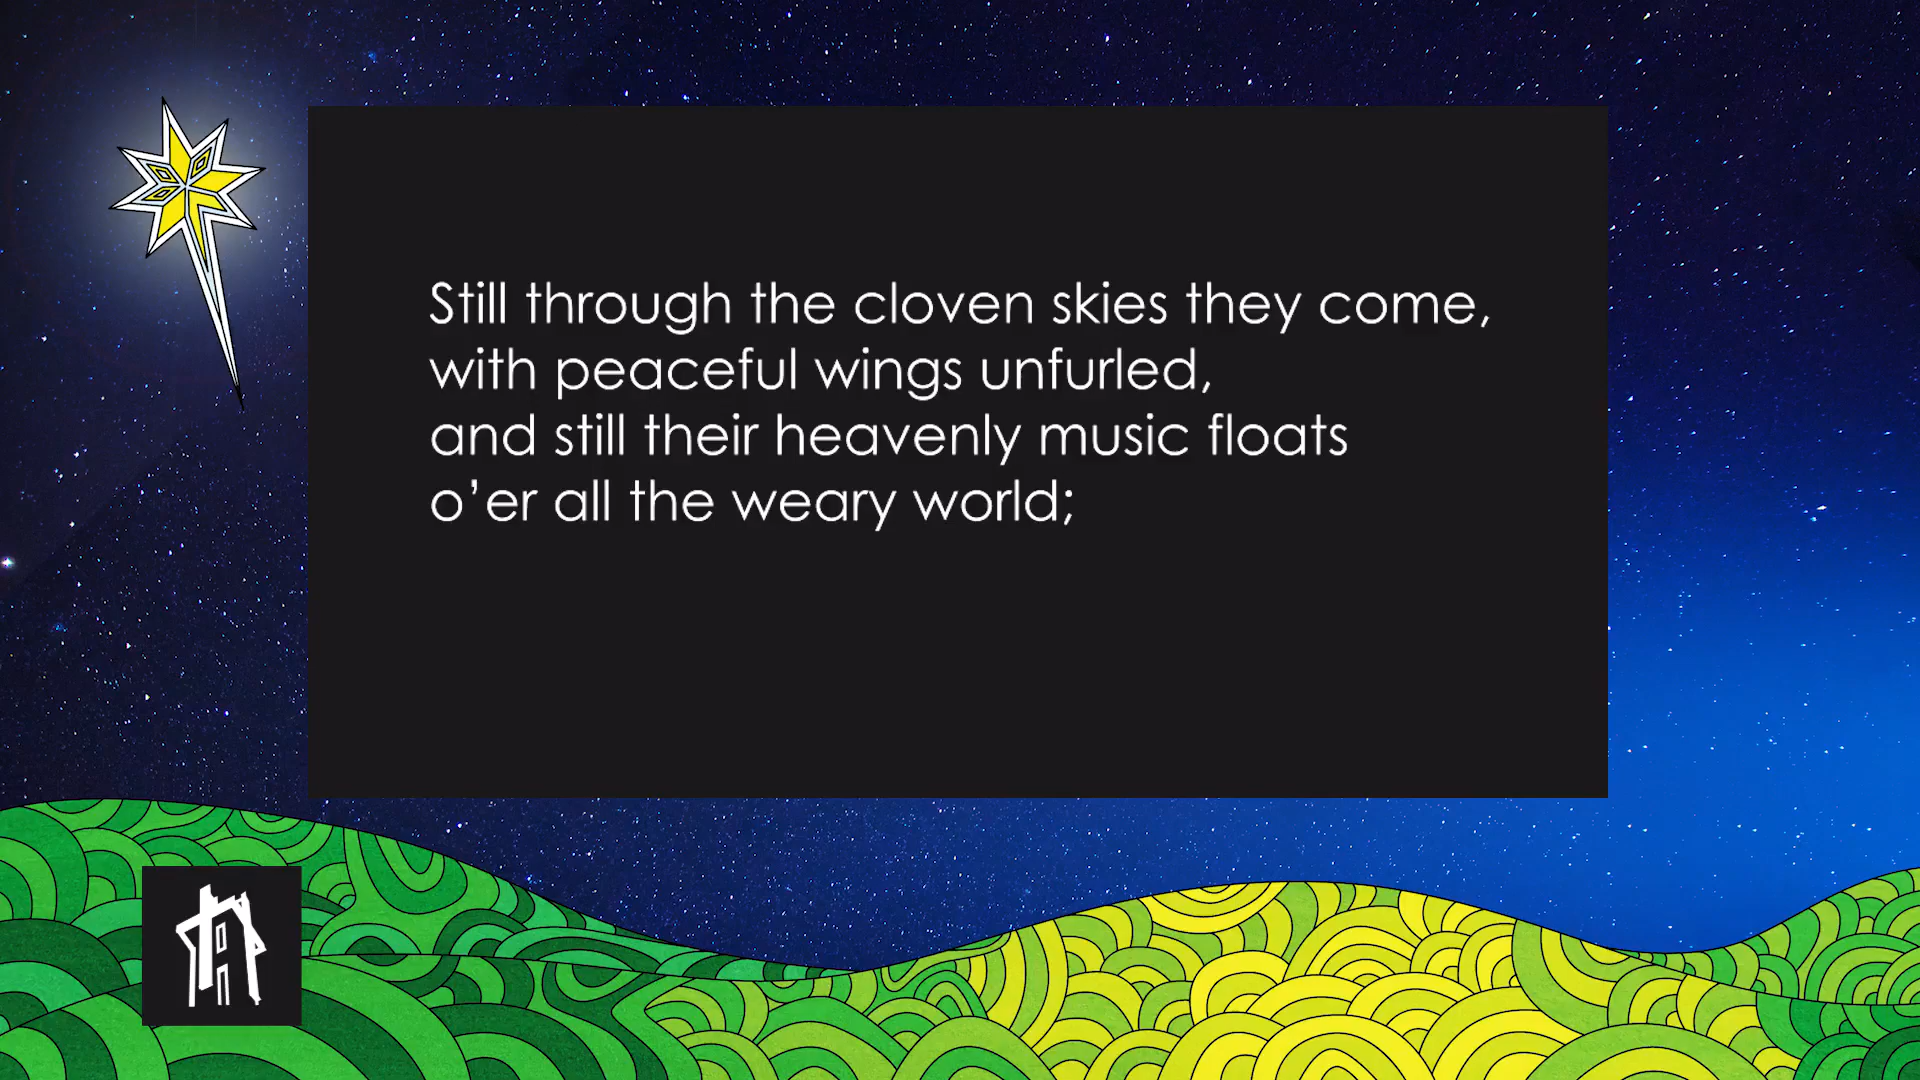 Still through the cloven skies they come,
with peaceful wings unfurled,
and still their heavenly music floats
o’er all the weary world;